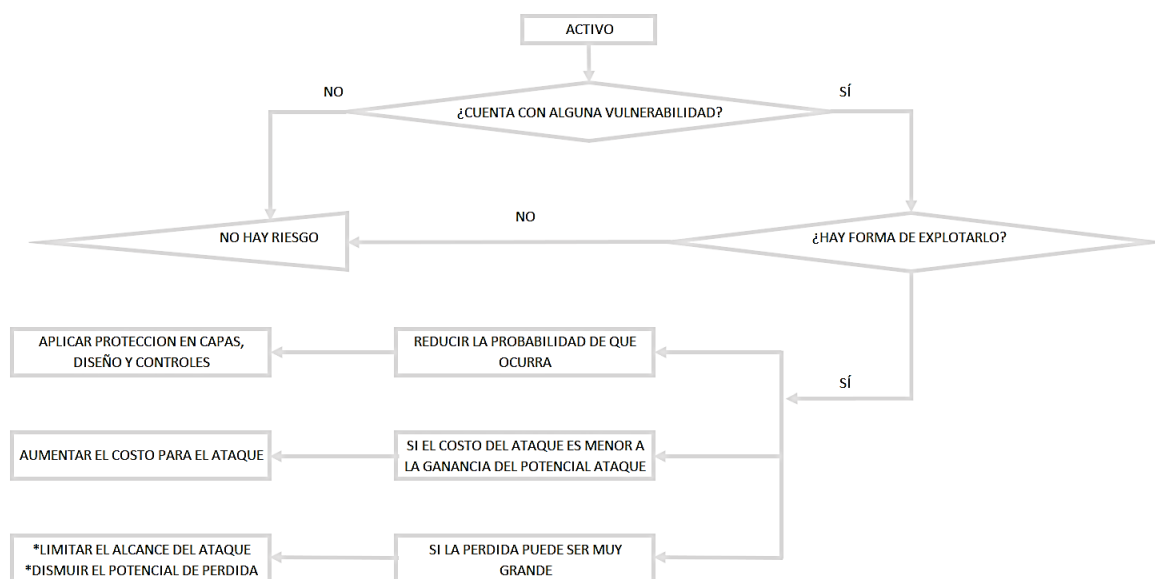 ACTIVO
NO
SÍ
¿CUENTA CON ALGUNA VULNERABILIDAD?
NO
NO HAY RIESGO
¿HAY FORMA DE EXPLOTARLO?
APLICAR PROTECCION EN CAPAS,
DISEÑO Y CONTROLES
REDUCIR LA PROBABILIDAD DE QUE
OCURRA
SÍ
AUMENTAR EL COSTO PARA EL ATAQUE
SI EL COSTO DEL ATAQUE ES MENOR A
LA GANANCIA DEL POTENCIAL ATAQUE
*LIMITAR EL ALCANCE DEL ATAQUE
*DISMUIR EL POTENCIAL DE PERDIDA
SI LA PERDIDA PUEDE SER MUY
GRANDE